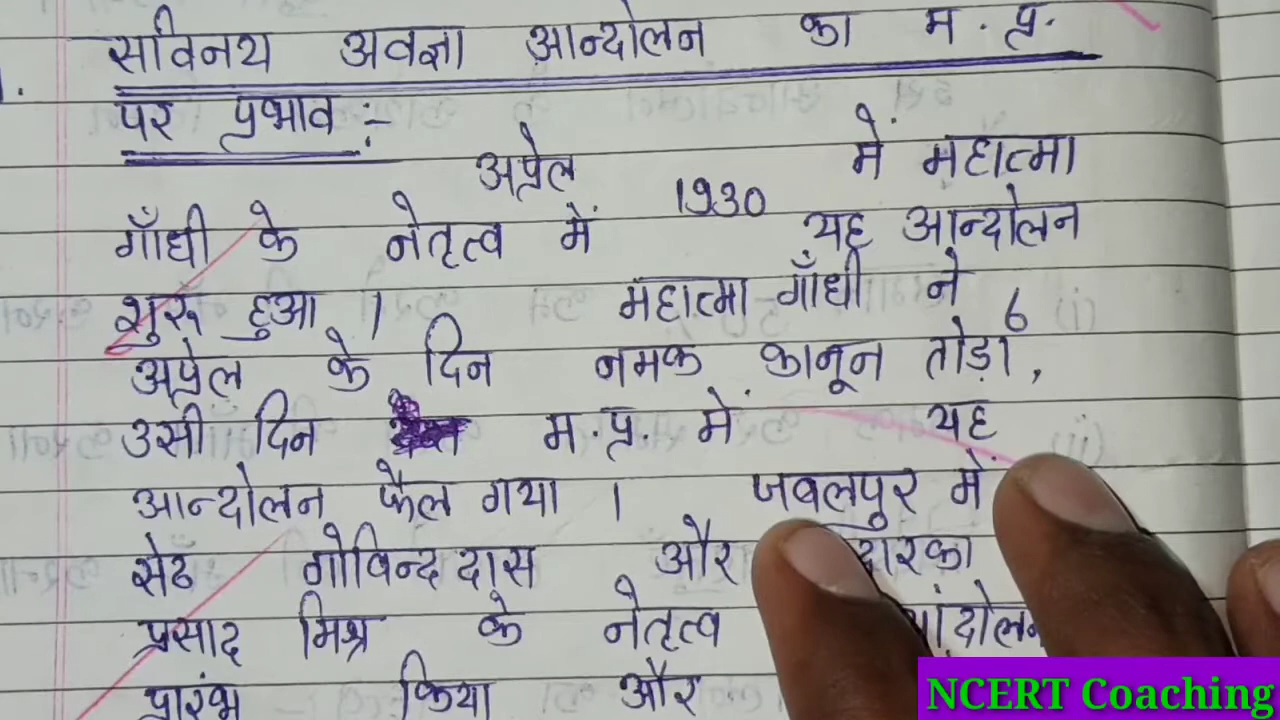 सविनय अवज्ञा आन्दोलन का म. प्र.
पर प्रभाव :-
अप्रेल 1930 में महात्मा
गाँधी के नेतृत्व में यह आन्दोलन
शुरू हुआ । महात्मा गाँधी ने 6
अप्रेल के दिन नमक कानून तोड़ा ,
उसी दिन म. प्र. में यह
आन्दोलन फैल गया । जबलपुर में
सेठ गोविन्द दास और
प्रसाद मिश्र के नेतृत्व
प्रारंभ किया और
NCERT Coaching